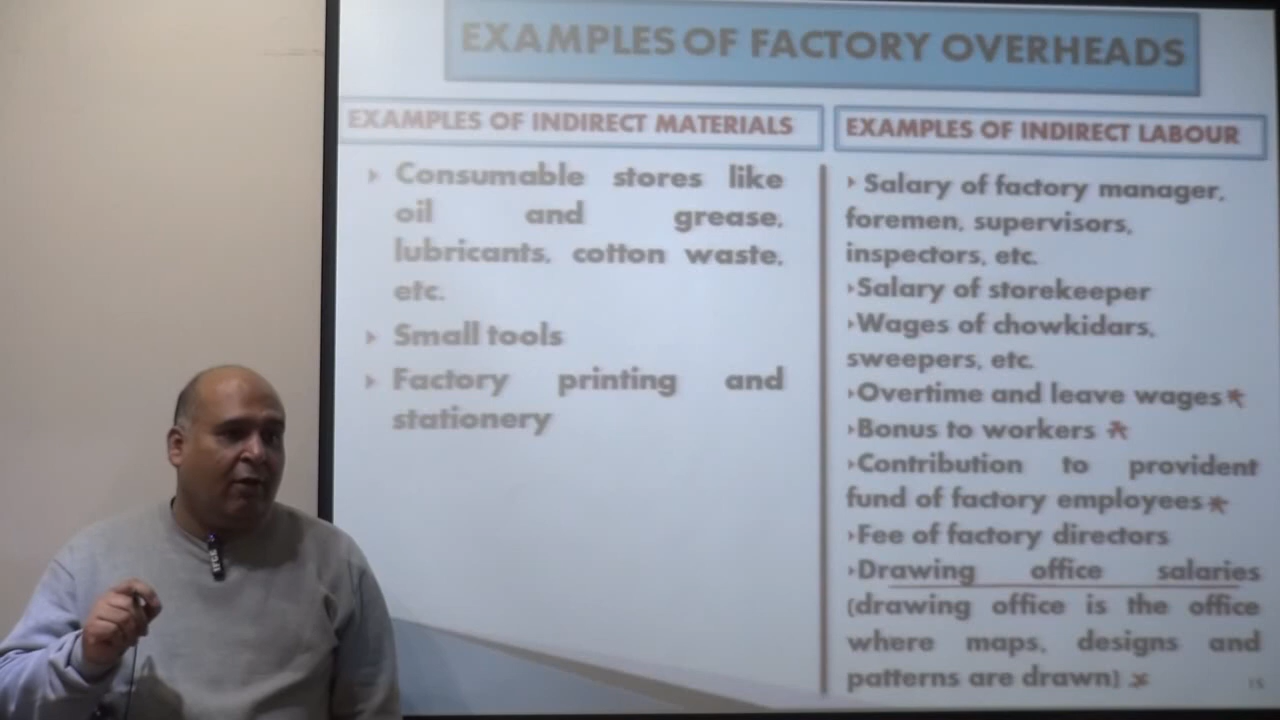 EXAMPLES OF FACTORY OVERHEADS
EXAMPLES OF INDIRECT MATERIALS
Consumable stores like
oil and grease,
lubricants, cotton waste,
etc.
Small tools
Factory printing and
stationery
EXAMPLES OF INDIRECT LABOUR
Salary of factory manager,
foremen, supervisors,
inspectors, etc.
Salary of storekeeper
Wages of chowkidars,
sweepers, etc.
Overtime and leave wages*
Bonus to workers *
Contribution to provident
fund of factory employees*
Fee of factory directors
Drawing office salaries
(drawing office is the office
where maps, designs and
patterns are drawn) x
15